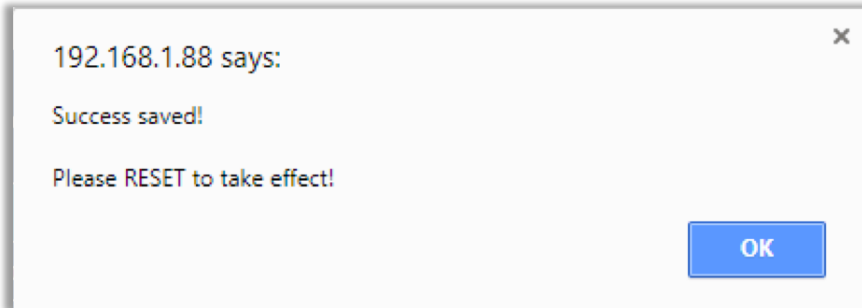 192.168.1.88 says:
Success saved!
Please RESET to take effect!
OK